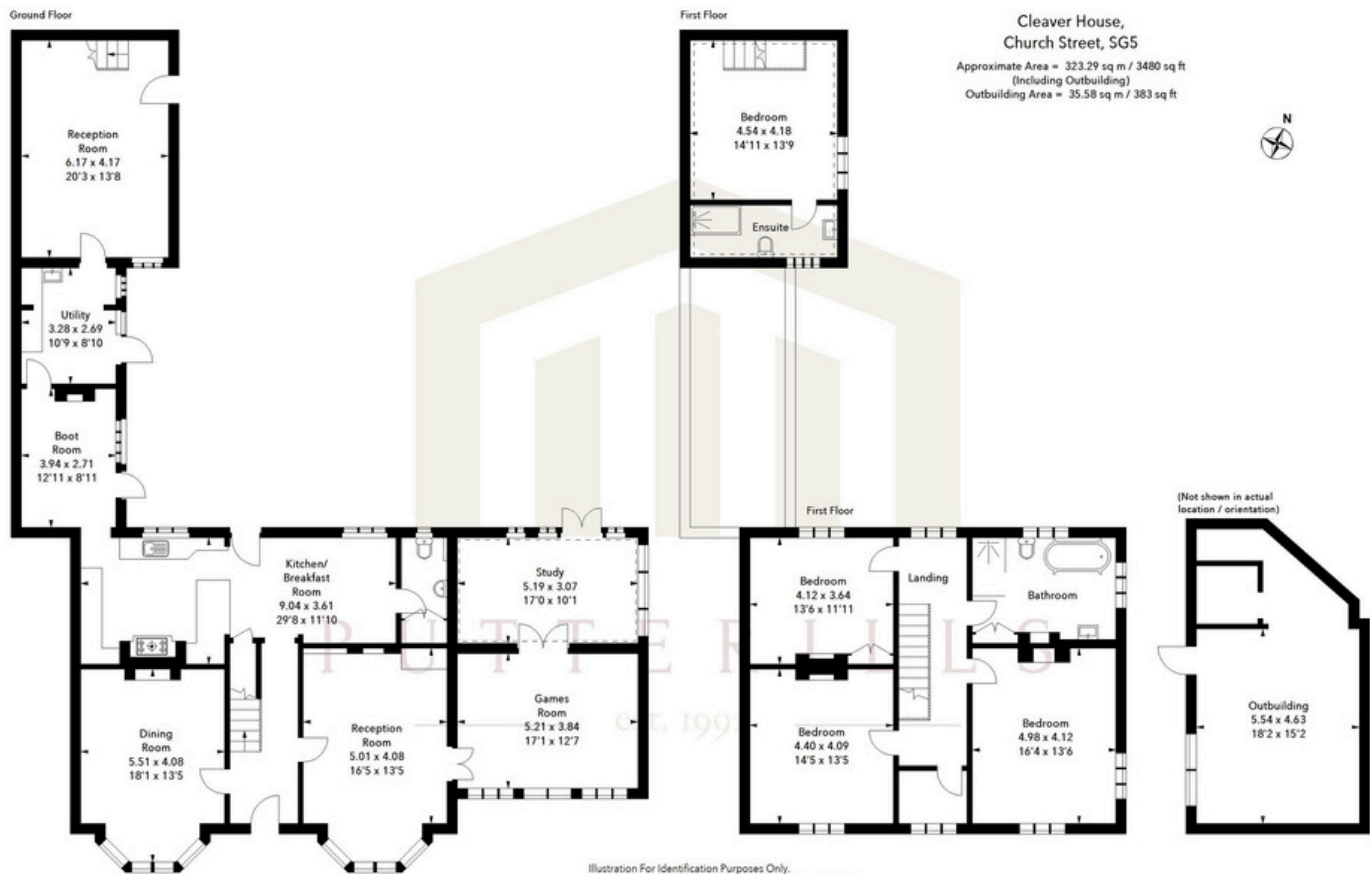 Ground Floor
First Floor
Cleaver House,
Church Street, SG5
Approximate Area = 323.29 sq m / 3480 sq ft
(Including Outbuilding)
Outbuilding Area = 35.58 sq m / 383 sq ft
N
Reception
Room
6.17 x 4.17
20'3 x 13'8
Bedroom
4.54 x 4.18
14'11 x 13'9
Ensuite
Utility
3.28 x 2.69
10'9 x 8'10
Boot
Room
3.94 x 2.71
12'11 x 8'11
Kitchen/
Breakfast
Room
9.04 x 3.61
29'8 x 11'10
Study
5.19 x 3.07
17'0 x 10'1
Dining
Room
5.51 x 4.08
18'1 x 13'5
Reception
Room
5.01 x 4.08
16'5 x 13'5
Games
Room
5.21 x 3.84
17'1 x 12'7
First Floor
Bedroom
4.12 x 3.64
13'6 x 11'11
Landing
Bathroom
Bedroom
4.40 x 4.09
14'5 x 13'5
Bedroom
4.98 x 4.12
16'4 x 13'6
(Not shown in actual
location / orientation)
Outbuilding
5.54 x 4.63
18'2 x 15'2
PUTTERILLS
est. 1992
Illustration For Identification Purposes Only.